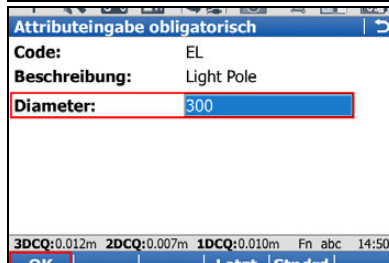 Attributeingabe obligatorisch
Code: EL
Beschreibung: Light Pole
Diameter: 300
3DCQ:0.012m 2DCQ:0.007m 1DCQ:0.010m Fn abc 14:50
OK Letzt Stndrd